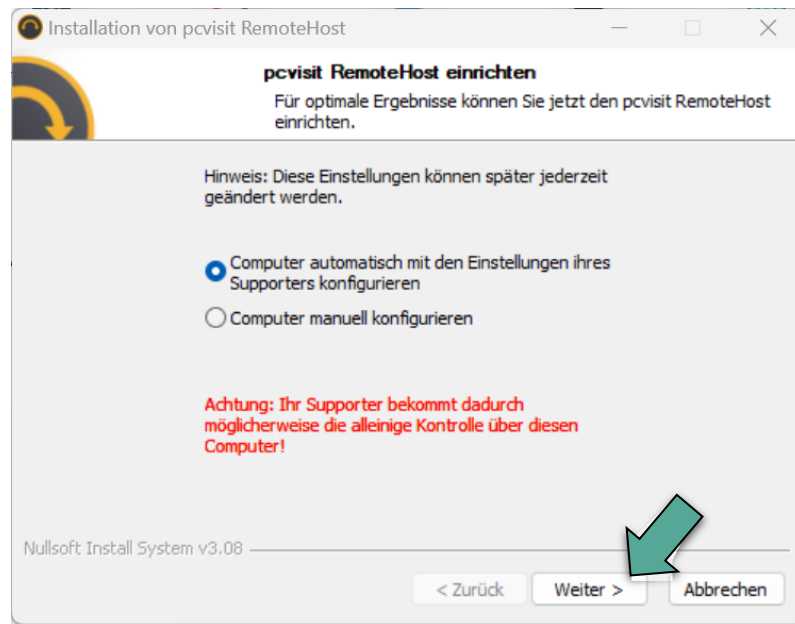 Installation von pcvisit RemoteHost
pcvisit RemoteHost einrichten
Für optimale Ergebnisse können Sie jetzt den pcvisit RemoteHost
einrichten.
Hinweis: Diese Einstellungen können später jederzeit
geändert werden.
Computer automatisch mit den Einstellungen ihres
Supporters konfigurieren
Computer manuell konfigurieren
Achtung: Ihr Supporter bekommt dadurch
möglicherweise die alleinige Kontrolle über diesen
Computer!
Nullsoft Install System v3.08
< Zurück Weiter > Abbrechen